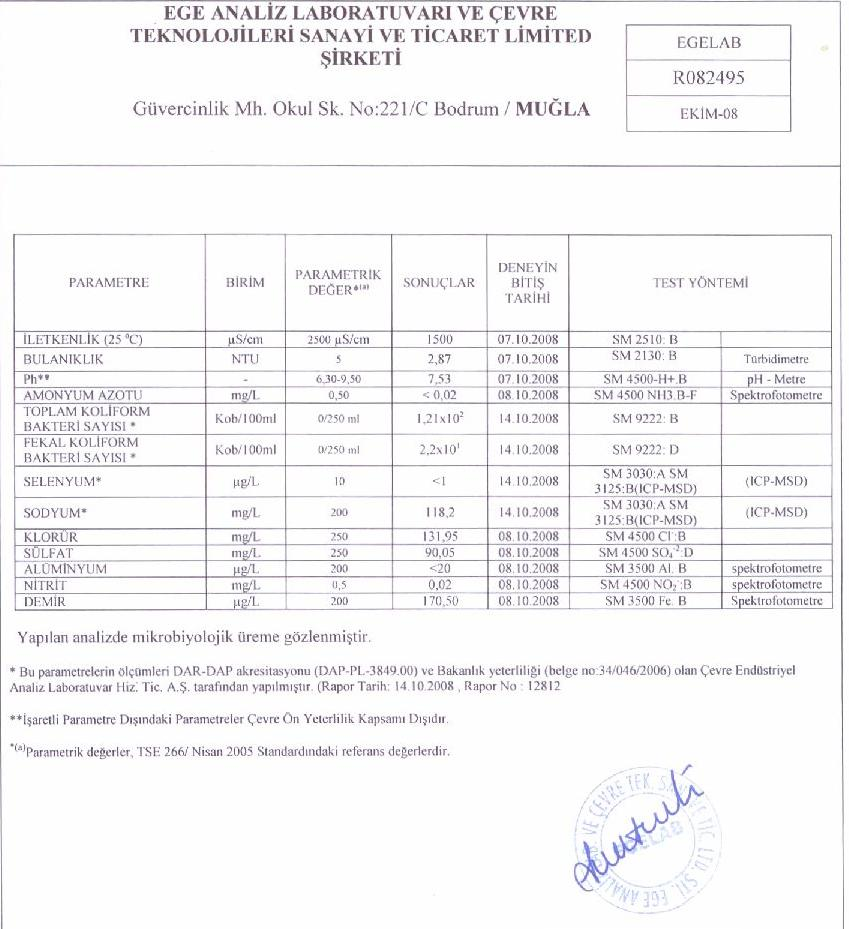 EGE ANALİZ LABORATUVARI VE ÇEVRE
TEKNOLOJİLERİ SANAYİ VE TİCARET LİMİTED
ŞİRKETİ
Güvercinlik Mh. Okul Sk. No:221/C Bodrum / MUĞLA
EGELAB
R082495
EKİM-08
PARAMETRE BİRİM PARAMETRİK DEĞER*(a) SONUÇLAR DENEYİN BİTİŞ TARİHİ TEST YÖNTEMİ
İLETKENLİK (25 °C) µS/cm 2500 µS/cm 1500 07.10.2008 SM 2510: B
BULANIKLIK NTU 5 2,87 07.10.2008 SM 2130: B Türbidimetre
Ph** - 6,30-9,50 7,53 07.10.2008 SM 4500-H+.B pH - Metre
AMONYUM AZOTU mg/L 0,50 < 0,02 08.10.2008 SM 4500 NH3.B-F Spektrofotometre
TOPLAM KOLİFORM BAKTERİ SAYISI * Kob/100ml 0/250 ml 1,21x10² 14.10.2008 SM 9222: B
FEKAL KOLİFORM BAKTERİ SAYISI * Kob/100ml 0/250 ml 2,2x10¹ 14.10.2008 SM 9222: D
SELENYUM* µg/L 10 <1 14.10.2008 SM 3030:A SM 3125:B(ICP-MSD) (ICP-MSD)
SODYUM* mg/L 200 118,2 14.10.2008 SM 3030:A SM 3125:B(ICP-MSD) (ICP-MSD)
KLORÜR mg/L 250 131,95 08.10.2008 SM 4500 Cl⁻:B
SÜLFAT mg/L 250 90,05 08.10.2008 SM 4500 SO₄⁻²:D
ALÜMİNYUM µg/L 200 <20 08.10.2008 SM 3500 Al. B spektrofotometre
NİTRİT mg/L 0,5 0,02 08.10.2008 SM 4500 NO₂⁻:B spektrofotometre
DEMİR µg/L 200 170,50 08.10.2008 SM 3500 Fe. B Spektrofotometre
Yapılan analizde mikrobiyolojik üreme gözlenmiştir.
* Bu parametrelerin ölçümleri DAR-DAP akresitasyonu (DAP-PL-3849.00) ve Bakanlık yeterliliği (belge no:34/046/2006) olan Çevre Endüstriyel
Analiz Laboratuvar Hiz. Tic. A.Ş. tarafından yapılmıştır. (Rapor Tarih: 14.10.2008 , Rapor No : 12812
**İşaretli Parametre Dışındaki Parametreler Çevre Ön Yeterlilik Kapsamı Dışıdır.
*(a)Parametrik değerler, TSE 266/ Nisan 2005 Standardındaki referans değerlerdir.
VE ÇEVRE TEK. TİC. LTD. ŞTİ. EGE
EGELAB